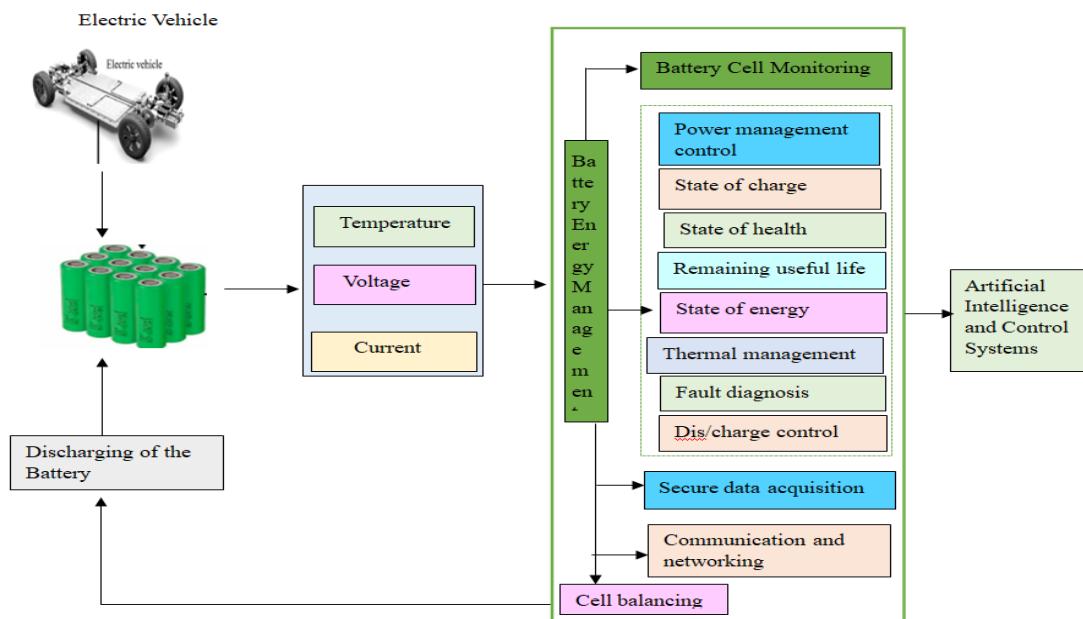 Electric Vehicle
Electric vehicle
Battery Cell Monitoring
Power management
control
State of charge
State of health
Remaining useful life
State of energy
Thermal management
Fault diagnosis
Dis/charge control
Ba
tte
ry
En
er
gy
M
an
ag
e
m
en
Temperature
Voltage
Current
Artificial
Intelligence
and Control
Systems
Discharging of the
Battery
Secure data acquisition
Communication and
networking
Cell balancing